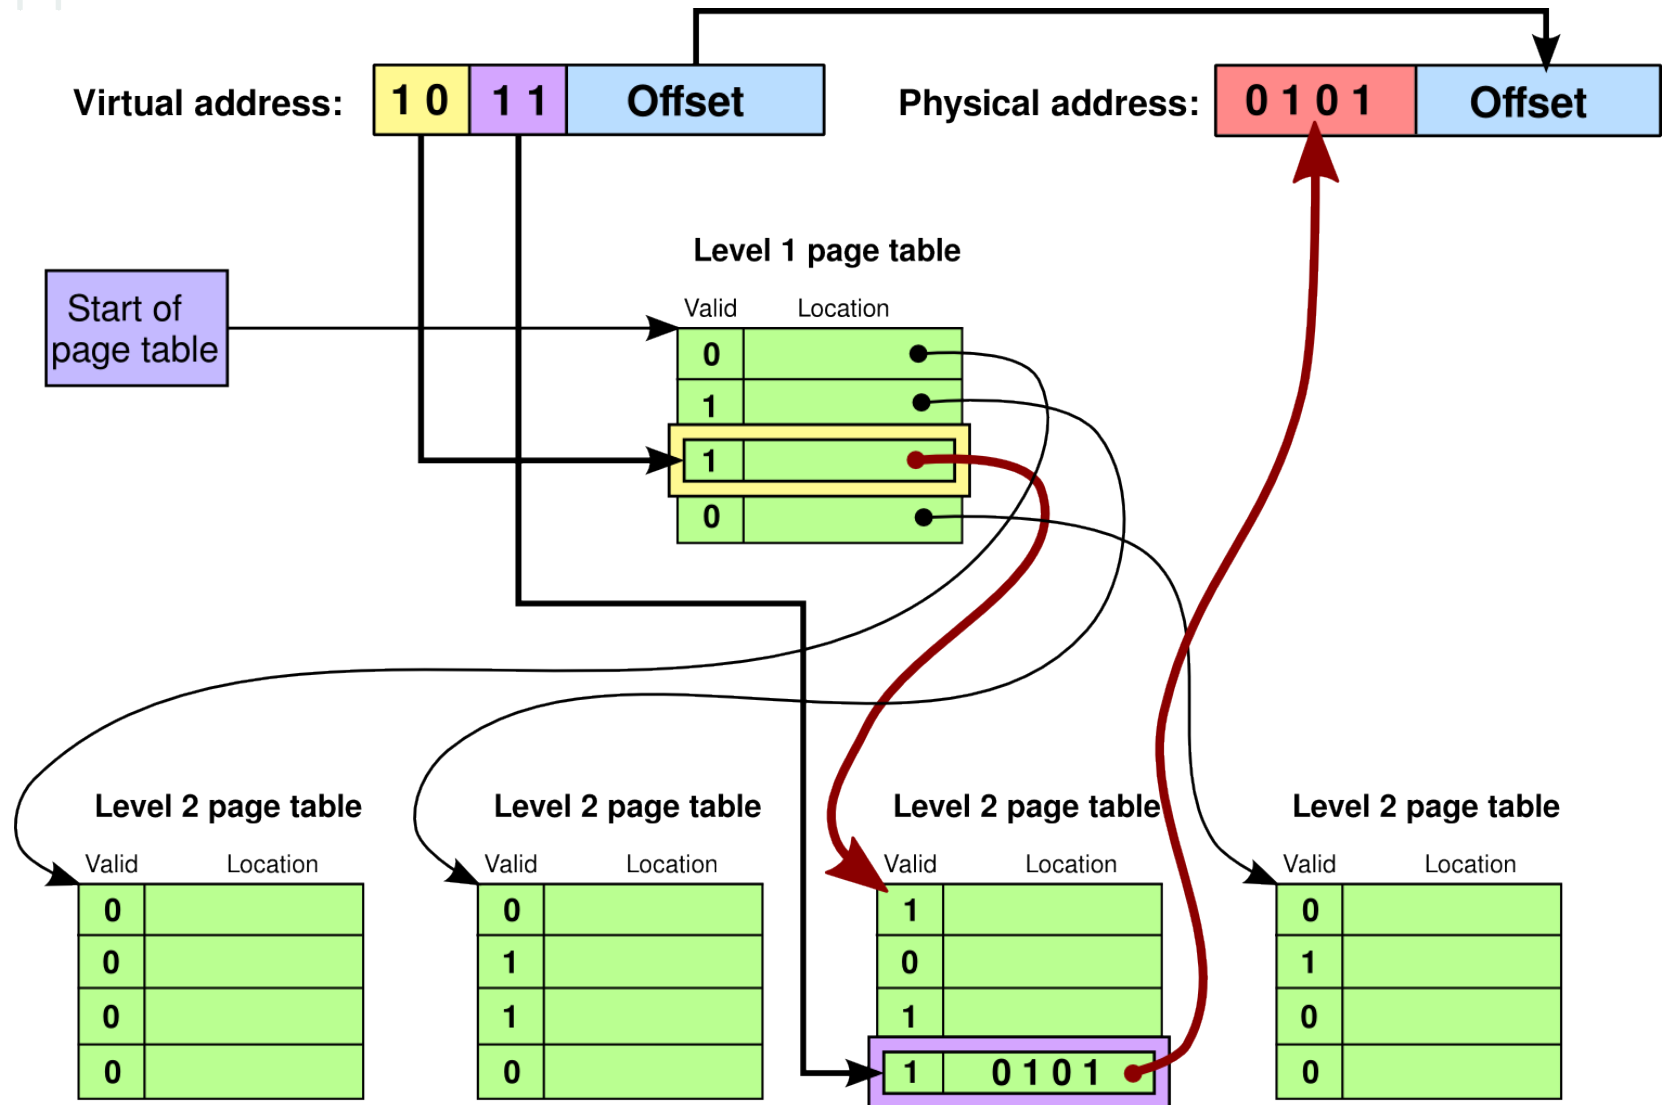 Virtual address: 1 0 1 1 Offset
Physical address: 0 1 0 1 Offset
Level 1 page table
Start of
page table
Valid Location
0
1
1
0
Level 2 page table Level 2 page table Level 2 page table Level 2 page table
Valid Location Valid Location Valid Location Valid Location
0 0 1 0
0 1 0 1
0 1 1 0
0 0 1 0 1 0 1 0